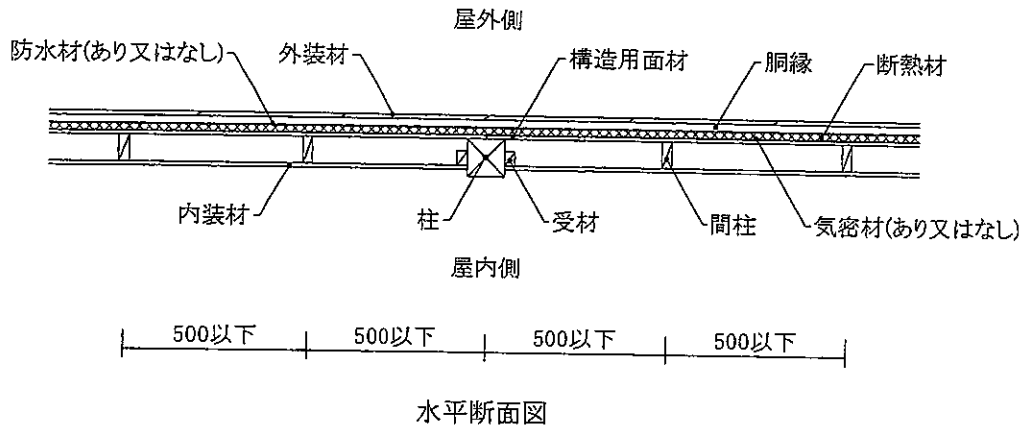 屋外側
防水材(あり又はなし)
外装材
構造用面材
胴縁
断熱材
内装材
柱
受材
間柱
気密材(あり又はなし)
屋内側
500以下
500以下
500以下
500以下
水平断面図